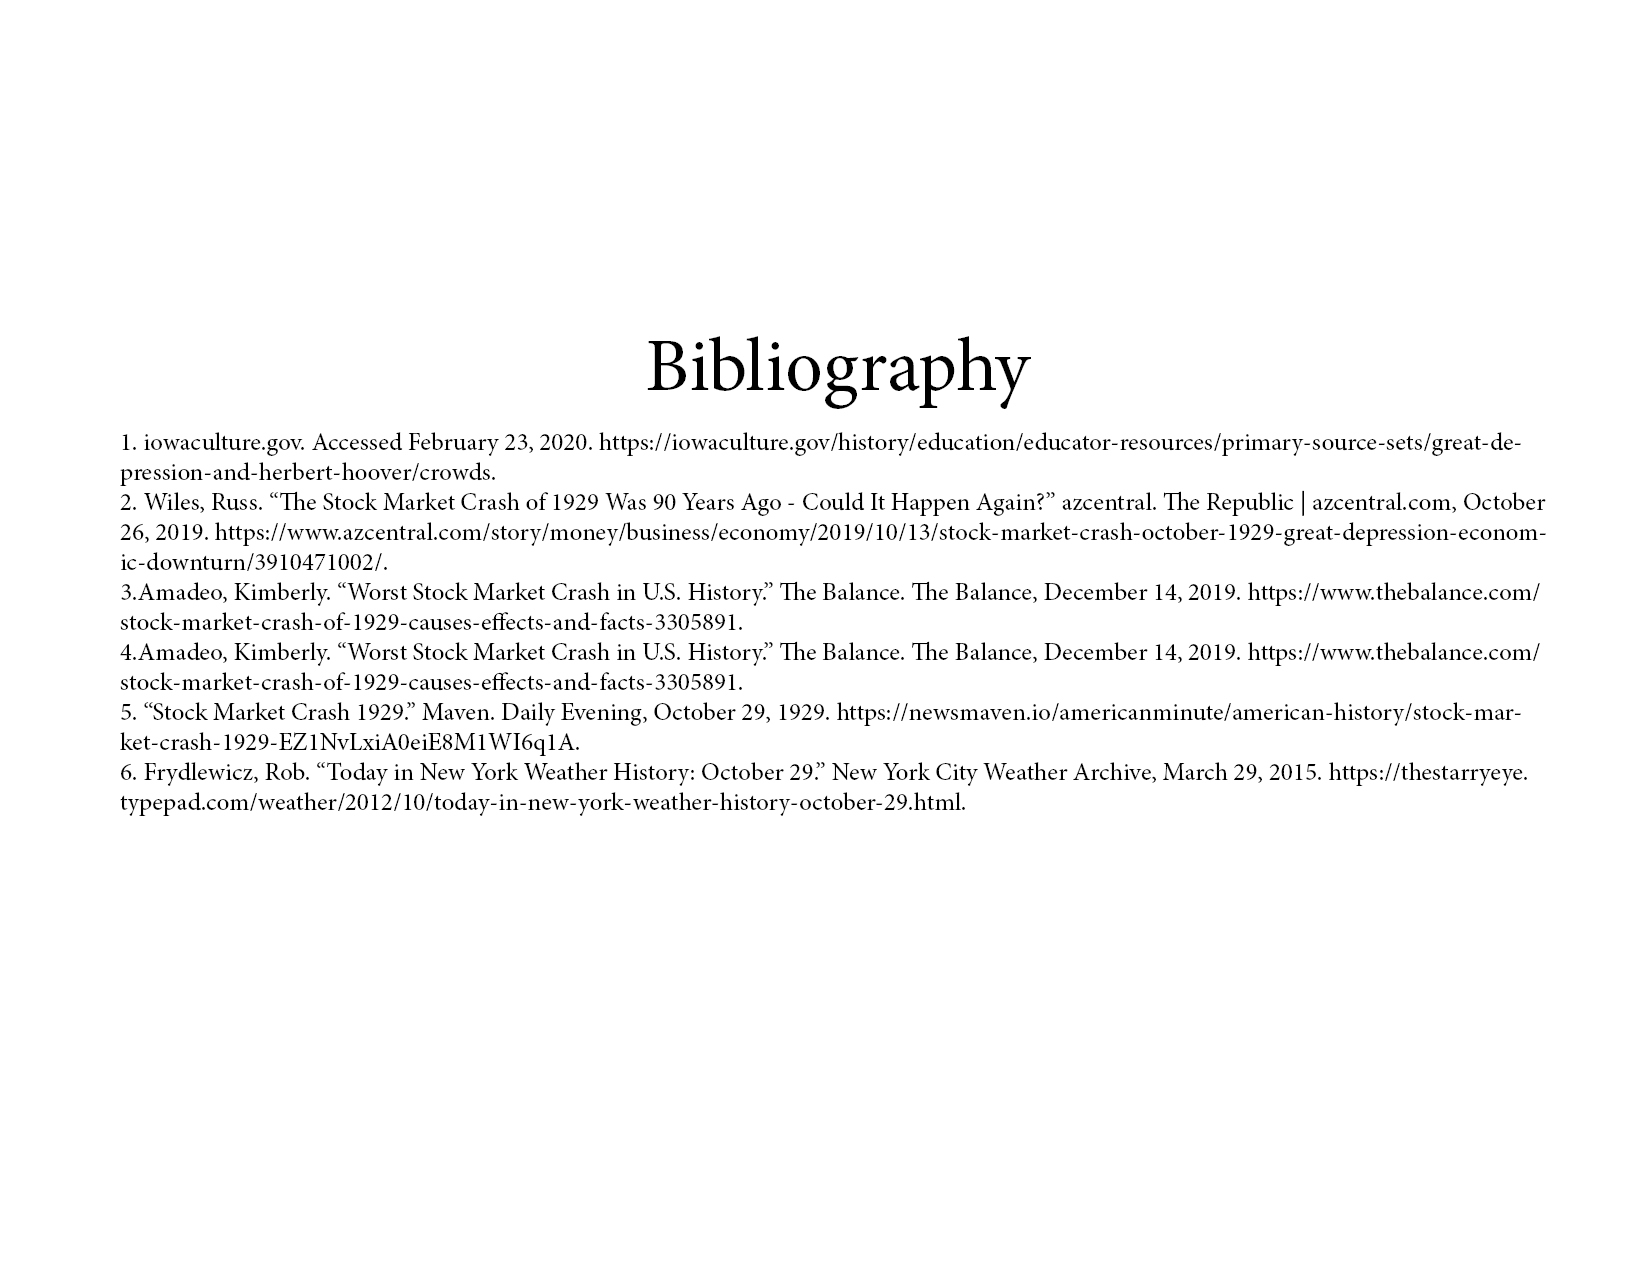 Bibliography
1. iowaculture.gov. Accessed February 23, 2020. https://iowaculture.gov/history/education/educator-resources/primary-source-sets/great-de-
pression-and-herbert-hoover/crowds.
2. Wiles, Russ. “The Stock Market Crash of 1929 Was 90 Years Ago - Could It Happen Again?” azcentral. The Republic | azcentral.com, October
26, 2019. https://www.azcentral.com/story/money/business/economy/2019/10/13/stock-market-crash-october-1929-great-depression-econom-
ic-downturn/3910471002/.
3.Amadeo, Kimberly. “Worst Stock Market Crash in U.S. History.” The Balance. The Balance, December 14, 2019. https://www.thebalance.com/
stock-market-crash-of-1929-causes-effects-and-facts-3305891.
4.Amadeo, Kimberly. “Worst Stock Market Crash in U.S. History.” The Balance. The Balance, December 14, 2019. https://www.thebalance.com/
stock-market-crash-of-1929-causes-effects-and-facts-3305891.
5. “Stock Market Crash 1929.” Maven. Daily Evening, October 29, 1929. https://newsmaven.io/americanminute/american-history/stock-mar-
ket-crash-1929-EZ1NvLxiA0eiE8M1WI6q1A.
6. Frydlewicz, Rob. “Today in New York Weather History: October 29.” New York City Weather Archive, March 29, 2015. https://thestarryeye.
typepad.com/weather/2012/10/today-in-new-york-weather-history-october-29.html.